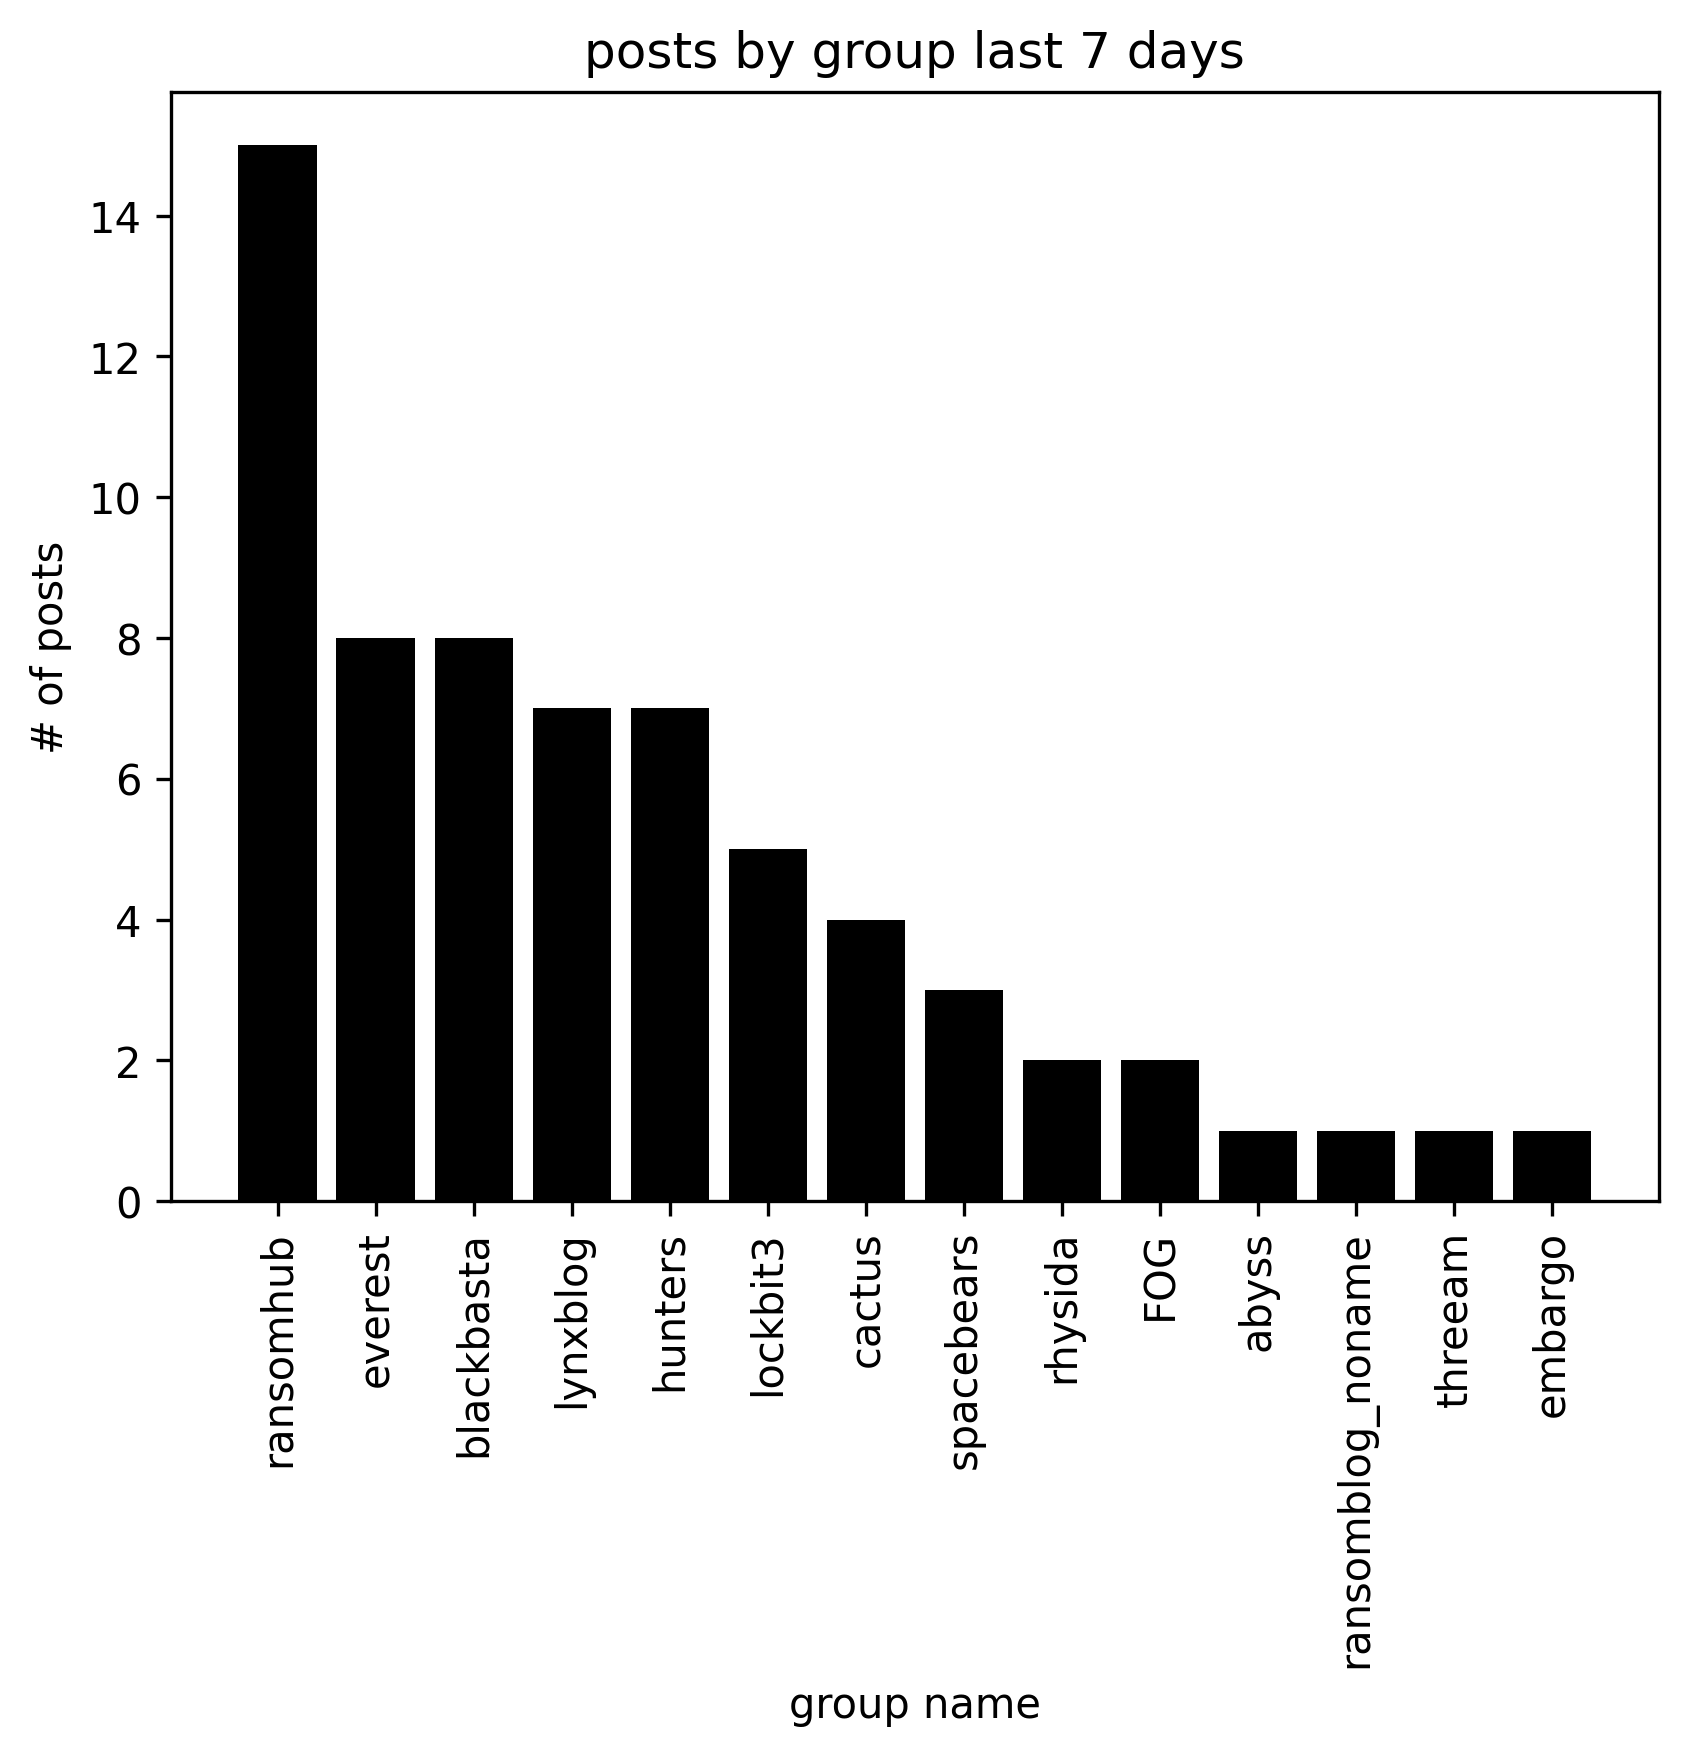 posts by group last 7 days
# of posts
14
12
10
8
6
4
2
0
ransomhub
everest
blackbasta
lynxblog
hunters
lockbit3
cactus
spacebears
rhysida
FOG
abyss
ransomblog_noname
threeam
embargo
group name